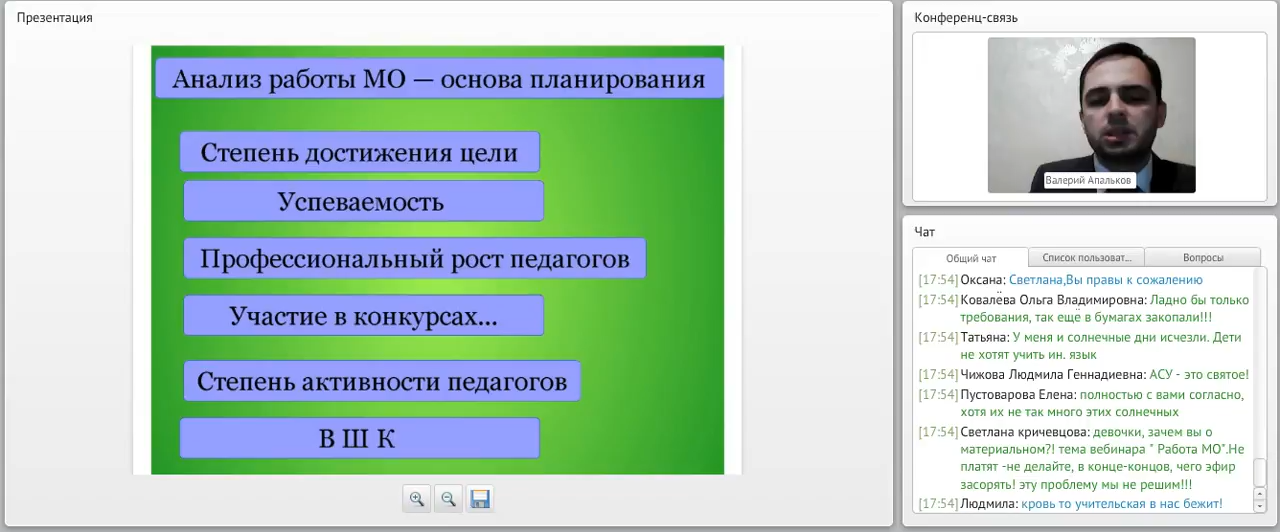 Презентация
Анализ работы МО — основа планирования
Степень достижения цели
Успеваемость
Профессиональный рост педагогов
Участие в конкурсах...
Степень активности педагогов
В Ш К
Конференц-связь
Валерий Апальков
Чат
Общий чат
Список пользоват...
Вопросы
[17:54] Оксана: Светлана,Вы правы к сожалению
[17:54] Ковалёва Ольга Владимировна: Ладно бы только
требования, так еще в бумагах закопали!!!
[17:54] Татьяна: У меня и солнечные дни исчезли. Дети
не хотят учить ин. язык
[17:54] Чижова Людмила Геннадиевна: АСУ - это святое!
[17:54] Пустоварова Елена: полностью с вами согласно,
хотя их не так много этих солнечных
[17:54] Светлана кричевцова: девочки, зачем вы о
материальном?! тема вебинара " Работа МО".Не
платят -не делайте, в конце-концов, чего эфир
засорять! эту проблему мы не решим!!!
[17:54] Людмила: кровь то учительская в нас бежит!